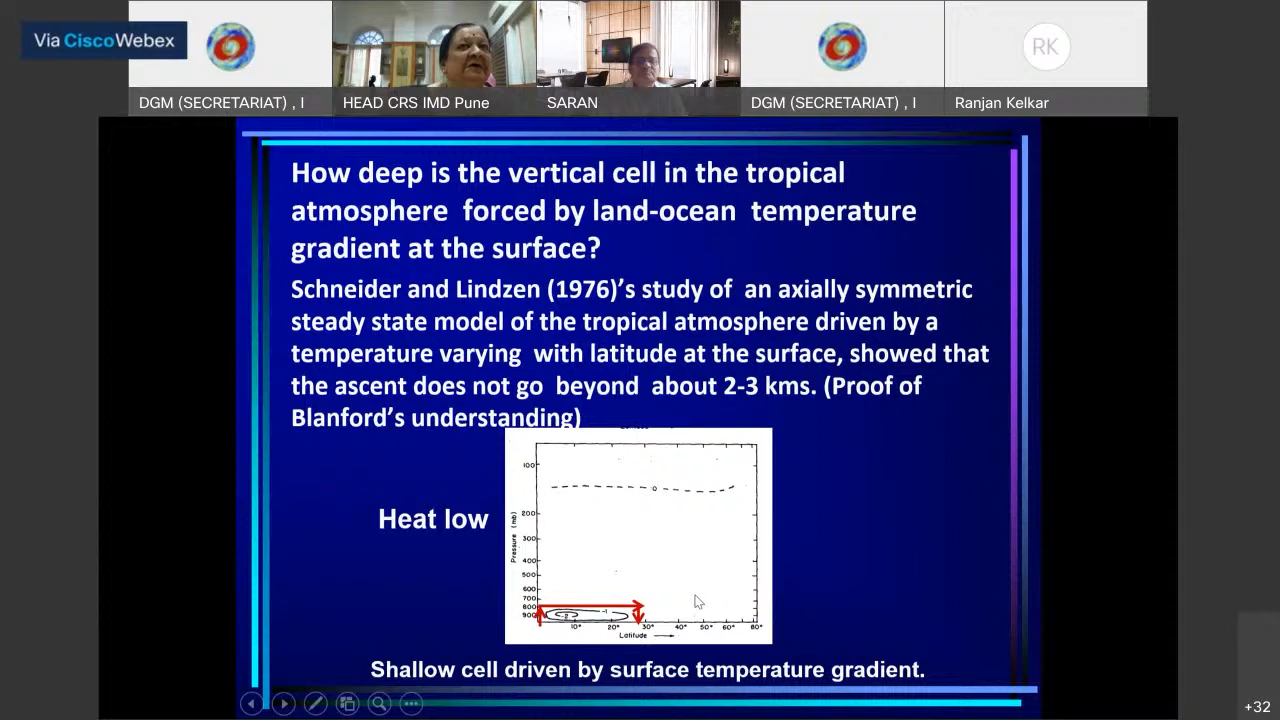 Via CiscoWebex
DGM (SECRETARIAT) , I
HEAD CRS IMD Pune
SARAN
DGM (SECRETARIAT) , I
RK
Ranjan Kelkar
How deep is the vertical cell in the tropical
atmosphere forced by land-ocean temperature
gradient at the surface?
Schneider and Lindzen (1976)'s study of an axially symmetric
steady state model of the tropical atmosphere driven by a
temperature varying with latitude at the surface, showed that
the ascent does not go beyond about 2-3 kms. (Proof of
Blanford's understanding)
Heat low
Pressure (mb)
100
200
300
400
500
600
700
800
900
0
-1
-2
10° 20° 30° 40° 50° 60° 80°
Latitude
Shallow cell driven by surface temperature gradient.
+32